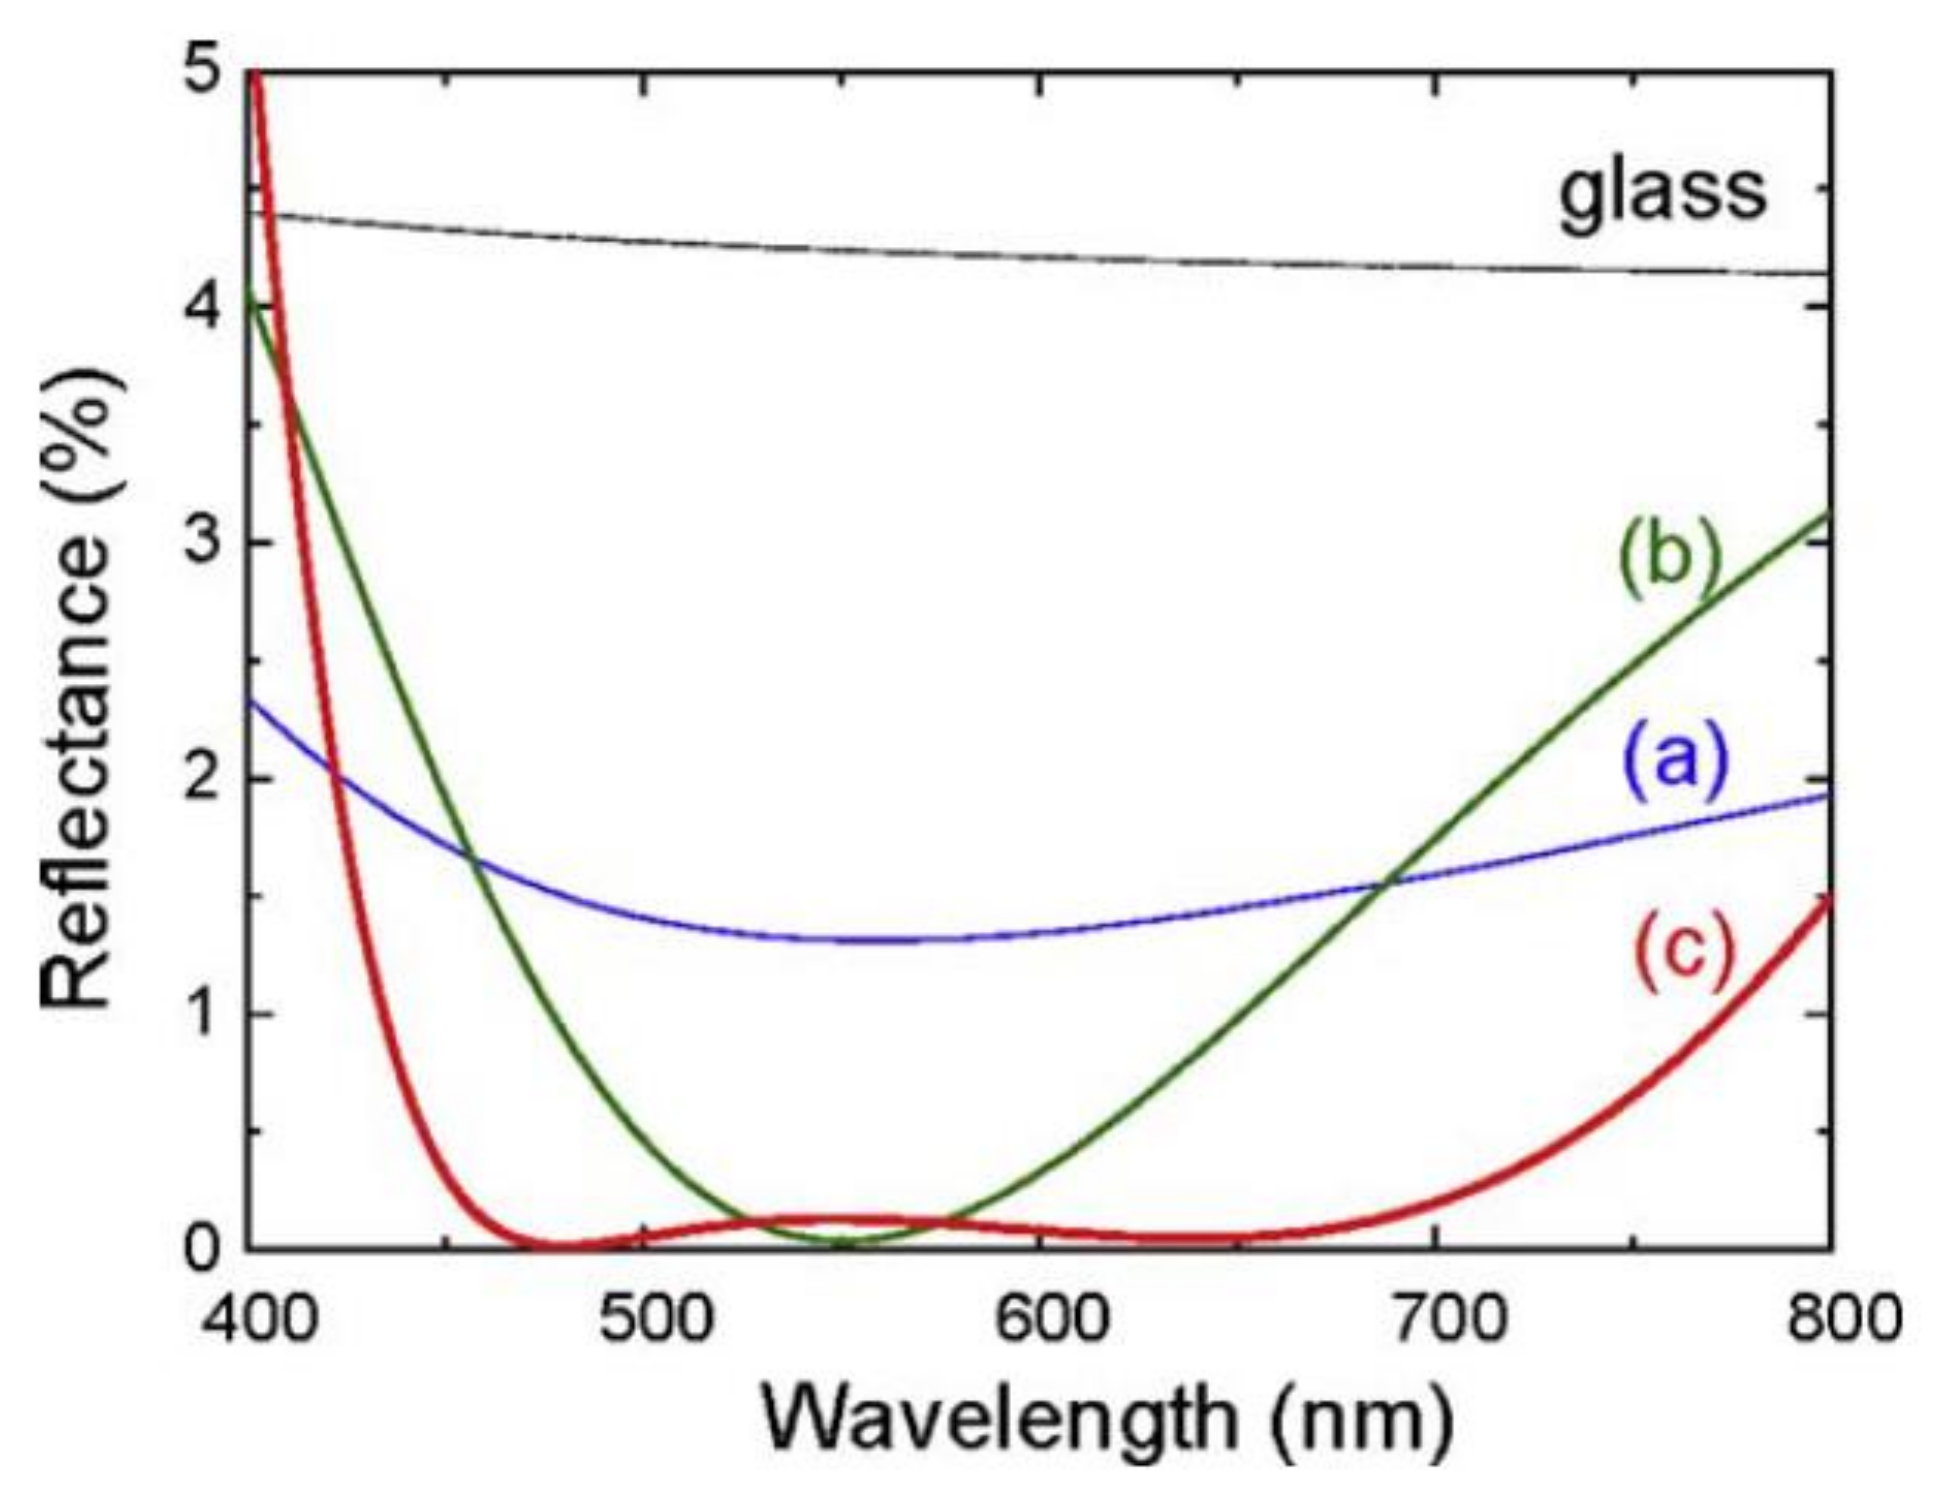 5
glass
4
Reflectance (%)
3
(b)
2
(a)
1
(c)
0
400 500 600 700 800
Wavelength (nm)